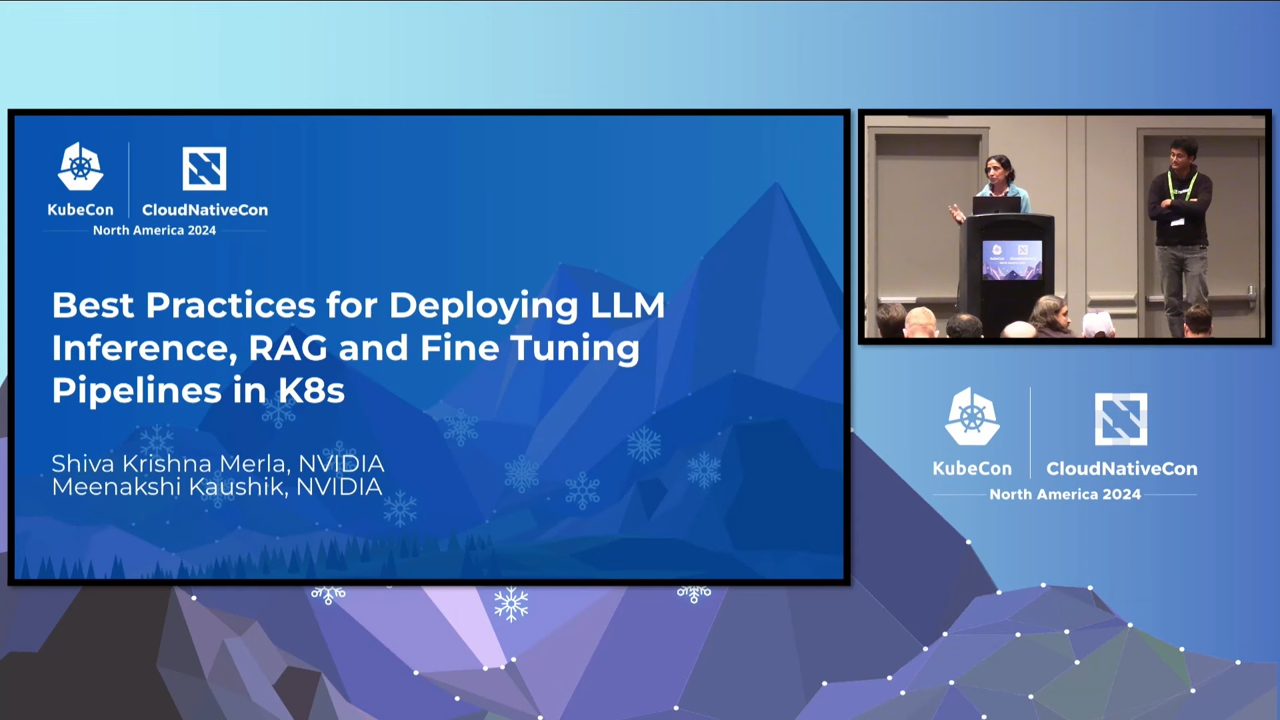 KubeCon
CloudNativeCon
North America 2024
Best Practices for Deploying LLM
Inference, RAG and Fine Tuning
Pipelines in K8s
Shiva Krishna Merla, NVIDIA
Meenakshi Kaushik, NVIDIA
KubeCon
CloudNativeCon
North America 2024